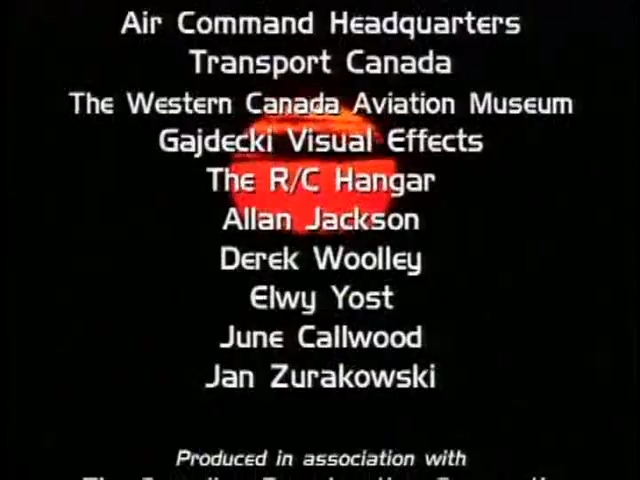 Air Command Headquarters
Transport Canada
The Western Canada Aviation Museum
Gajdecki Visual Effects
The R/C Hangar
Allan Jackson
Derek Woolley
Elwy Yost
June Callwood
Jan Zurakowski
Produced in association with